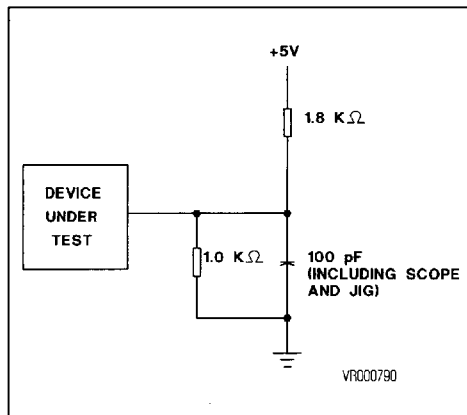 +5V
1.8 KΩ
DEVICE
UNDER
TEST
1.0 KΩ
100 pF
(INCLUDING SCOPE
AND JIG)
VR000790